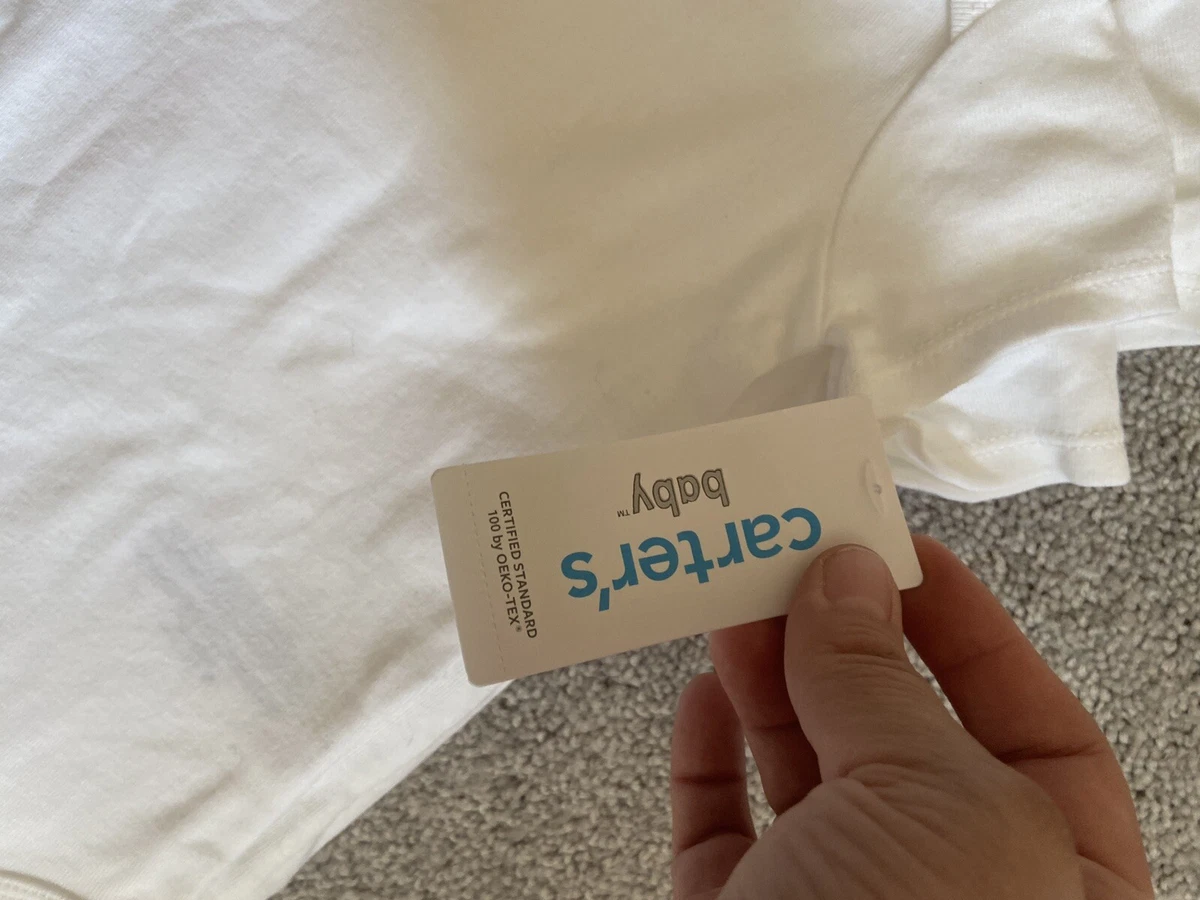 carter's
baby™
CERTIFIED STANDARD
100 by OEKO-TEX®